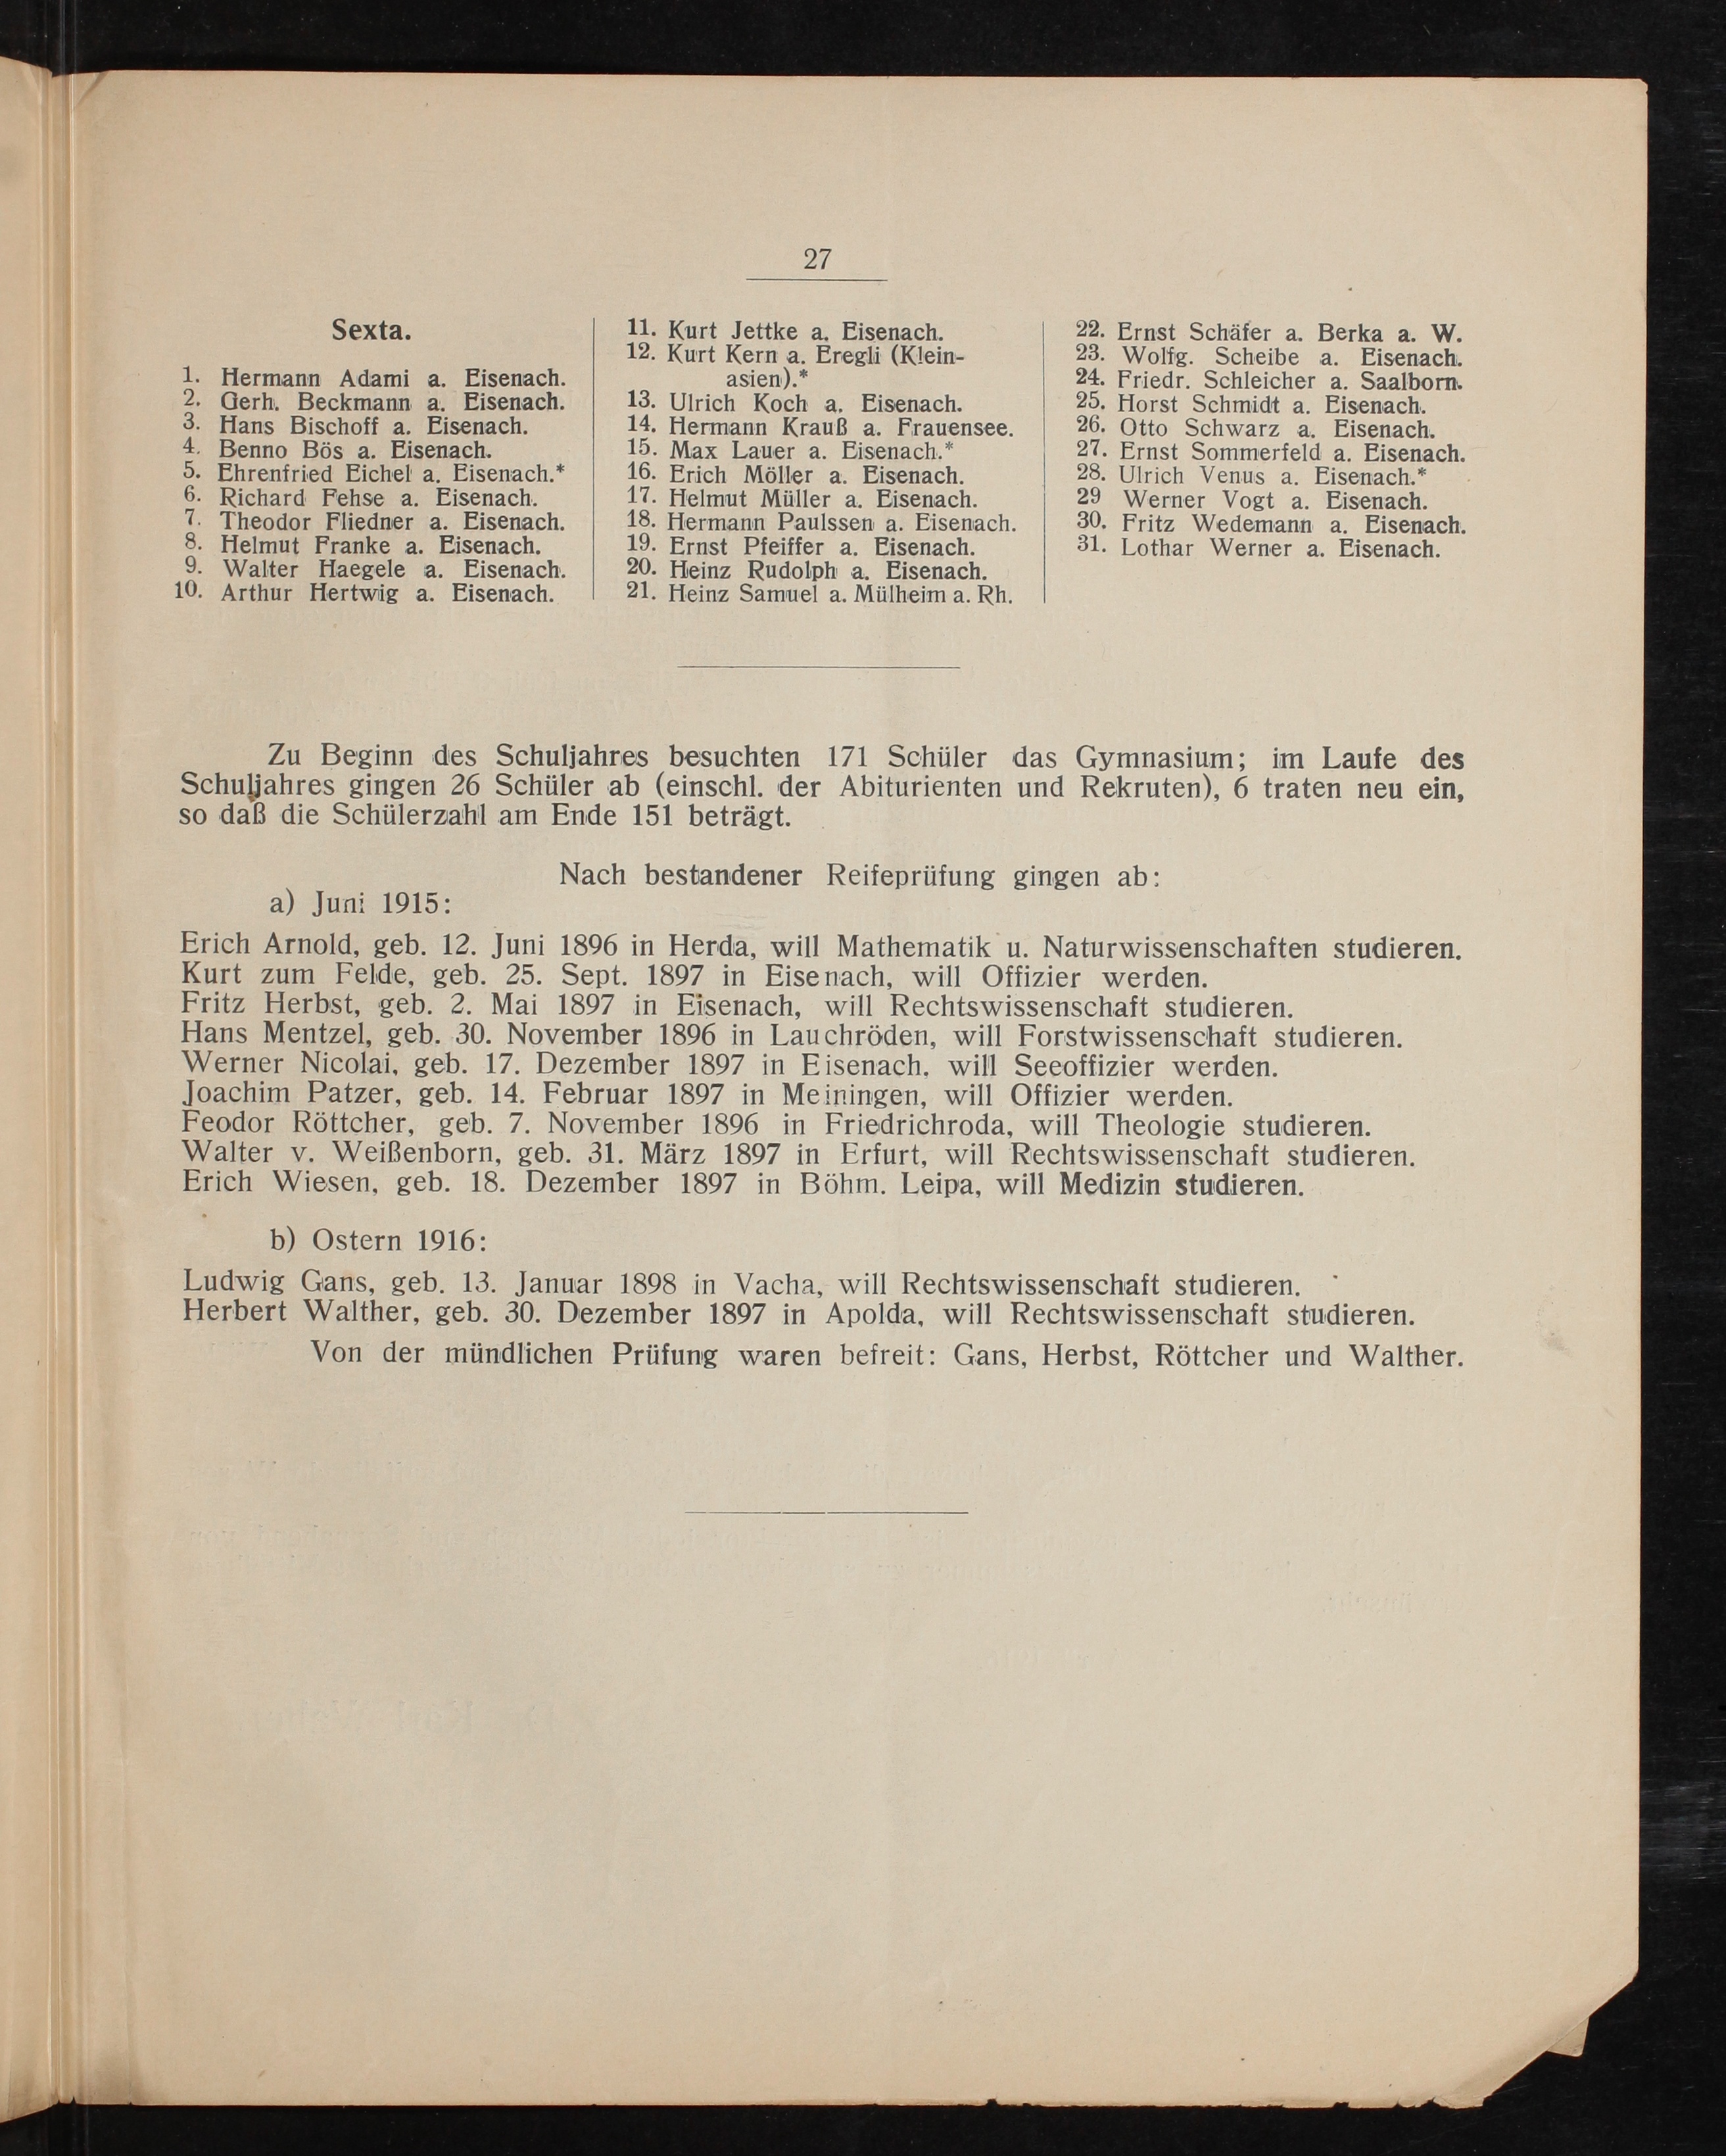 27
Sexta.
1. Hermann Adami a. Eisenach.
2. Gerh. Beckmann a. Eisenach.
3. Hans Bischoff a. Eisenach.
4. Benno Bös a. Eisenach.
5. Ehrenfried Eichel a. Eisenach.*
6. Richard Fehse a. Eisenach.
7. Theodor Fliedner a. Eisenach.
8. Helmut Franke a. Eisenach.
9. Walter Haegele a. Eisenach.
10. Arthur Hertwig a. Eisenach.
11. Kurt Jettke a. Eisenach.
12. Kurt Kern a. Eregli (Klein-
asien).*
13. Ulrich Koch a. Eisenach.
14. Hermann Krauß a. Frauensee.
15. Max Lauer a. Eisenach.*
16. Erich Möller a. Eisenach.
17. Helmut Müller a. Eisenach.
18. Hermann Paulssen a. Eisenach.
19. Ernst Pfeiffer a. Eisenach.
20. Heinz Rudolph a. Eisenach.
21. Heinz Samuel a. Mülheim a. Rh.
22. Ernst Schäfer a. Berka a. W.
23. Wolfg. Scheibe a. Eisenach.
24. Friedr. Schleicher a. Saalborn.
25. Horst Schmidt a. Eisenach.
26. Otto Schwarz a. Eisenach.
27. Ernst Sommerfeld a. Eisenach.
28. Ulrich Venus a. Eisenach.*
29 Werner Vogt a. Eisenach.
30. Fritz Wedemann a. Eisenach.
31. Lothar Werner a. Eisenach.
Zu Beginn des Schuljahres besuchten 171 Schüler das Gymnasium; im Laufe des
Schuljahres gingen 26 Schüler ab (einschl. der Abiturienten und Rekruten), 6 traten neu ein,
so daß die Schülerzahl am Ende 151 beträgt.
Nach bestandener Reifeprüfung gingen ab:
a) Juni 1915:
Erich Arnold, geb. 12. Juni 1896 in Herda, will Mathematik u. Naturwissenschaften studieren.
Kurt zum Felde, geb. 25. Sept. 1897 in Eisenach, will Offizier werden.
Fritz Herbst, geb. 2. Mai 1897 in Eisenach, will Rechtswissenschaft studieren.
Hans Mentzel, geb. 30. November 1896 in Lauchröden, will Forstwissenschaft studieren.
Werner Nicolai, geb. 17. Dezember 1897 in Eisenach, will Seeoffizier werden.
Joachim Patzer, geb. 14. Februar 1897 in Meiningen, will Offizier werden.
Feodor Röttcher, geb. 7. November 1896 in Friedrichroda, will Theologie studieren.
Walter v. Weißenborn, geb. 31. März 1897 in Erfurt, will Rechtswissenschaft studieren.
Erich Wiesen, geb. 18. Dezember 1897 in Böhm. Leipa, will Medizin studieren.
b) Ostern 1916:
Ludwig Gans, geb. 13. Januar 1898 in Vacha, will Rechtswissenschaft studieren.
Herbert Walther, geb. 30. Dezember 1897 in Apolda, will Rechtswissenschaft studieren.
Von der mündlichen Prüfung waren befreit: Gans, Herbst, Röttcher und Walther.